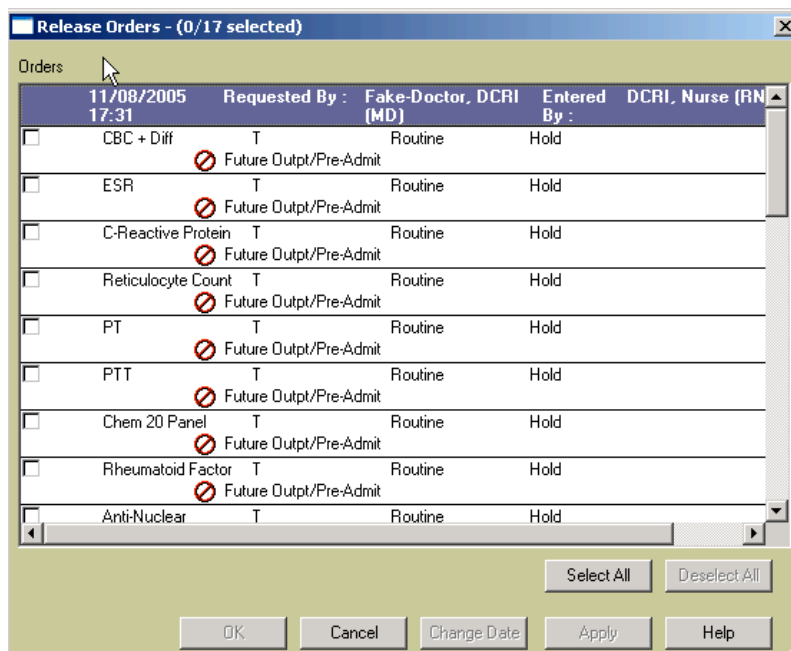 Release Orders - (0/17 selected)
Orders
11/08/2005 Requested By : Fake-Doctor, DCRI Entered DCRI, Nurse (RN
17:31 (MD) By :
CBC + Diff T Routine Hold
Future Outpt/Pre-Admit
ESR T Routine Hold
Future Outpt/Pre-Admit
C-Reactive Protein T Routine Hold
Future Outpt/Pre-Admit
Reticulocyte Count T Routine Hold
Future Outpt/Pre-Admit
PT T Routine Hold
Future Outpt/Pre-Admit
PTT T Routine Hold
Future Outpt/Pre-Admit
Chem 20 Panel T Routine Hold
Future Outpt/Pre-Admit
Rheumatoid Factor T Routine Hold
Future Outpt/Pre-Admit
Anti-Nuclear T Routine Hold
Select All Deselect All
OK Cancel Change Date Apply Help